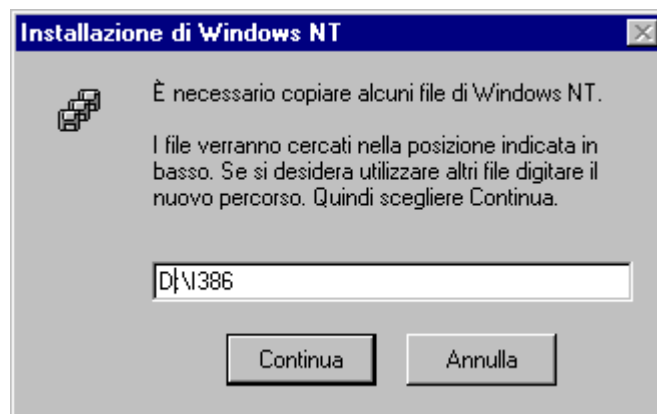 Installazione di Windows NT
È necessario copiare alcuni file di Windows NT.
I file verranno cercati nella posizione indicata in
basso. Se si desidera utilizzare altri file digitare il
nuovo percorso. Quindi scegliere Continua.
D:\I386
Continua
Annulla